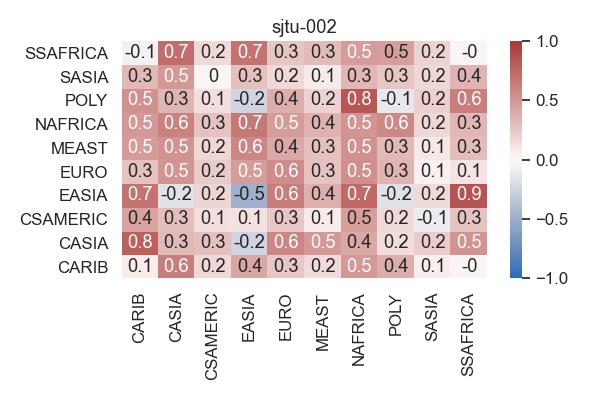 sjtu-002
SSAFRICA -0.1 0.7 0.2 0.7 0.3 0.3 0.5 0.5 0.2 -0
SASIA 0.3 0.5 0 0.3 0.2 0.1 0.3 0.3 0.2 0.4
POLY 0.5 0.3 0.1 -0.2 0.4 0.2 0.8 -0.1 0.2 0.6
NAFRICA 0.5 0.6 0.3 0.7 0.5 0.4 0.5 0.6 0.2 0.3
MEAST 0.5 0.5 0.2 0.6 0.4 0.3 0.5 0.3 0.1 0.3
EURO 0.3 0.5 0.2 0.5 0.6 0.3 0.5 0.3 0.1 0.1
EASIA 0.7 -0.2 0.2 -0.5 0.6 0.4 0.7 -0.2 0.2 0.9
CSAMERIC 0.4 0.3 0.1 0.1 0.3 0.1 0.5 0.2 -0.1 0.3
CASIA 0.8 0.3 0.3 -0.2 0.6 0.5 0.4 0.2 0.2 0.5
CARIB 0.1 0.6 0.2 0.4 0.3 0.2 0.5 0.4 0.1 -0
CARIB CASIA CSAMERIC EASIA EURO MEAST NAFRICA POLY SASIA SSAFRICA
1.0
0.5
0.0
−0.5
−1.0